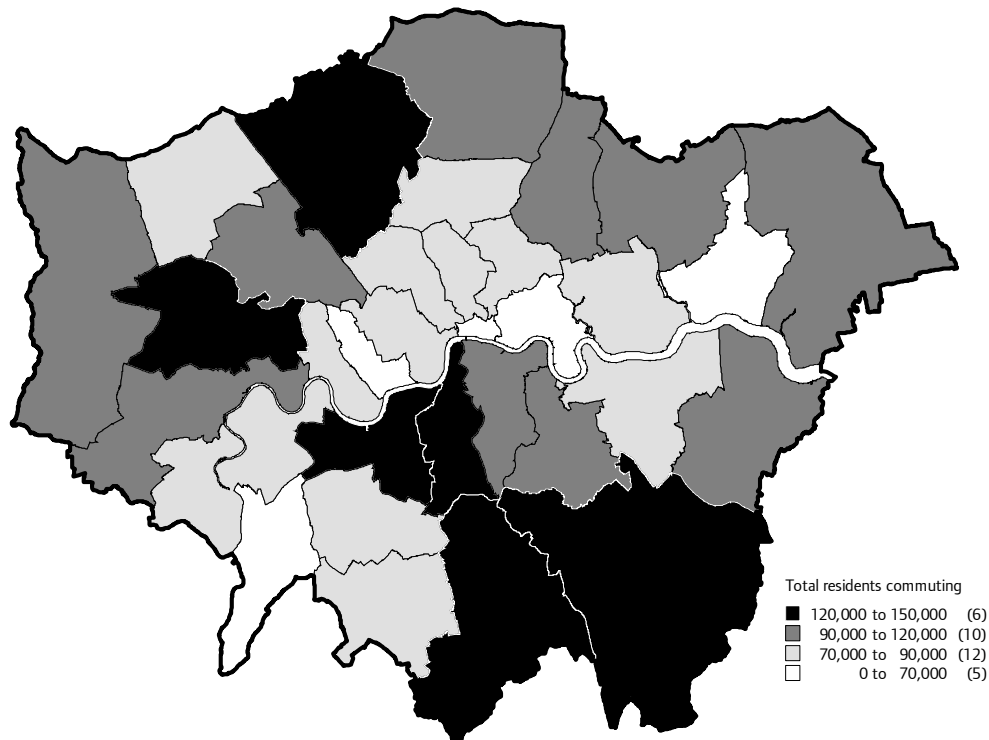 Total residents commuting
120,000 to 150,000 (6)
90,000 to 120,000 (10)
70,000 to 90,000 (12)
0 to 70,000 (5)